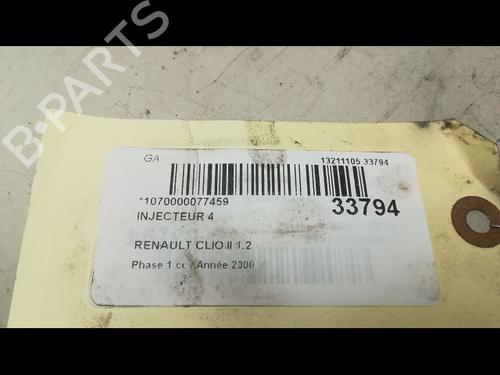 B-PARTS
GA
13211105 33794
*1070000077459
33794
INJECTEUR 4
RENAULT CLIO II 1.2
Phase 1 Année 2000